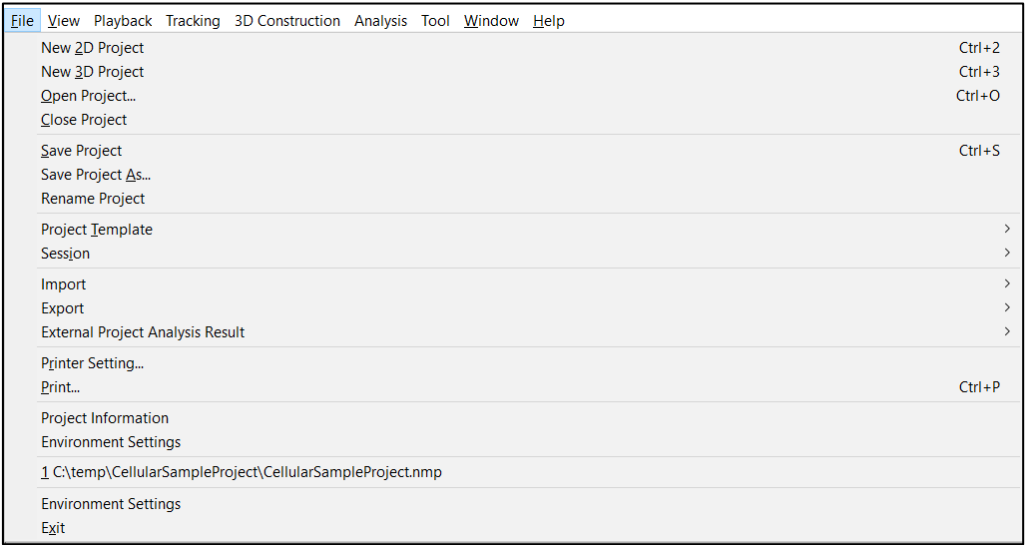 File View Playback Tracking 3D Construction Analysis Tool Window Help
New 2D Project Ctrl+2
New 3D Project Ctrl+3
Open Project... Ctrl+O
Close Project
Save Project Ctrl+S
Save Project As...
Rename Project
Project Template >
Session >
Import >
Export >
External Project Analysis Result >
Printer Setting...
Print... Ctrl+P
Project Information
Environment Settings
1 C:\temp\CellularSampleProject\CellularSampleProject.nmp
Environment Settings
Exit